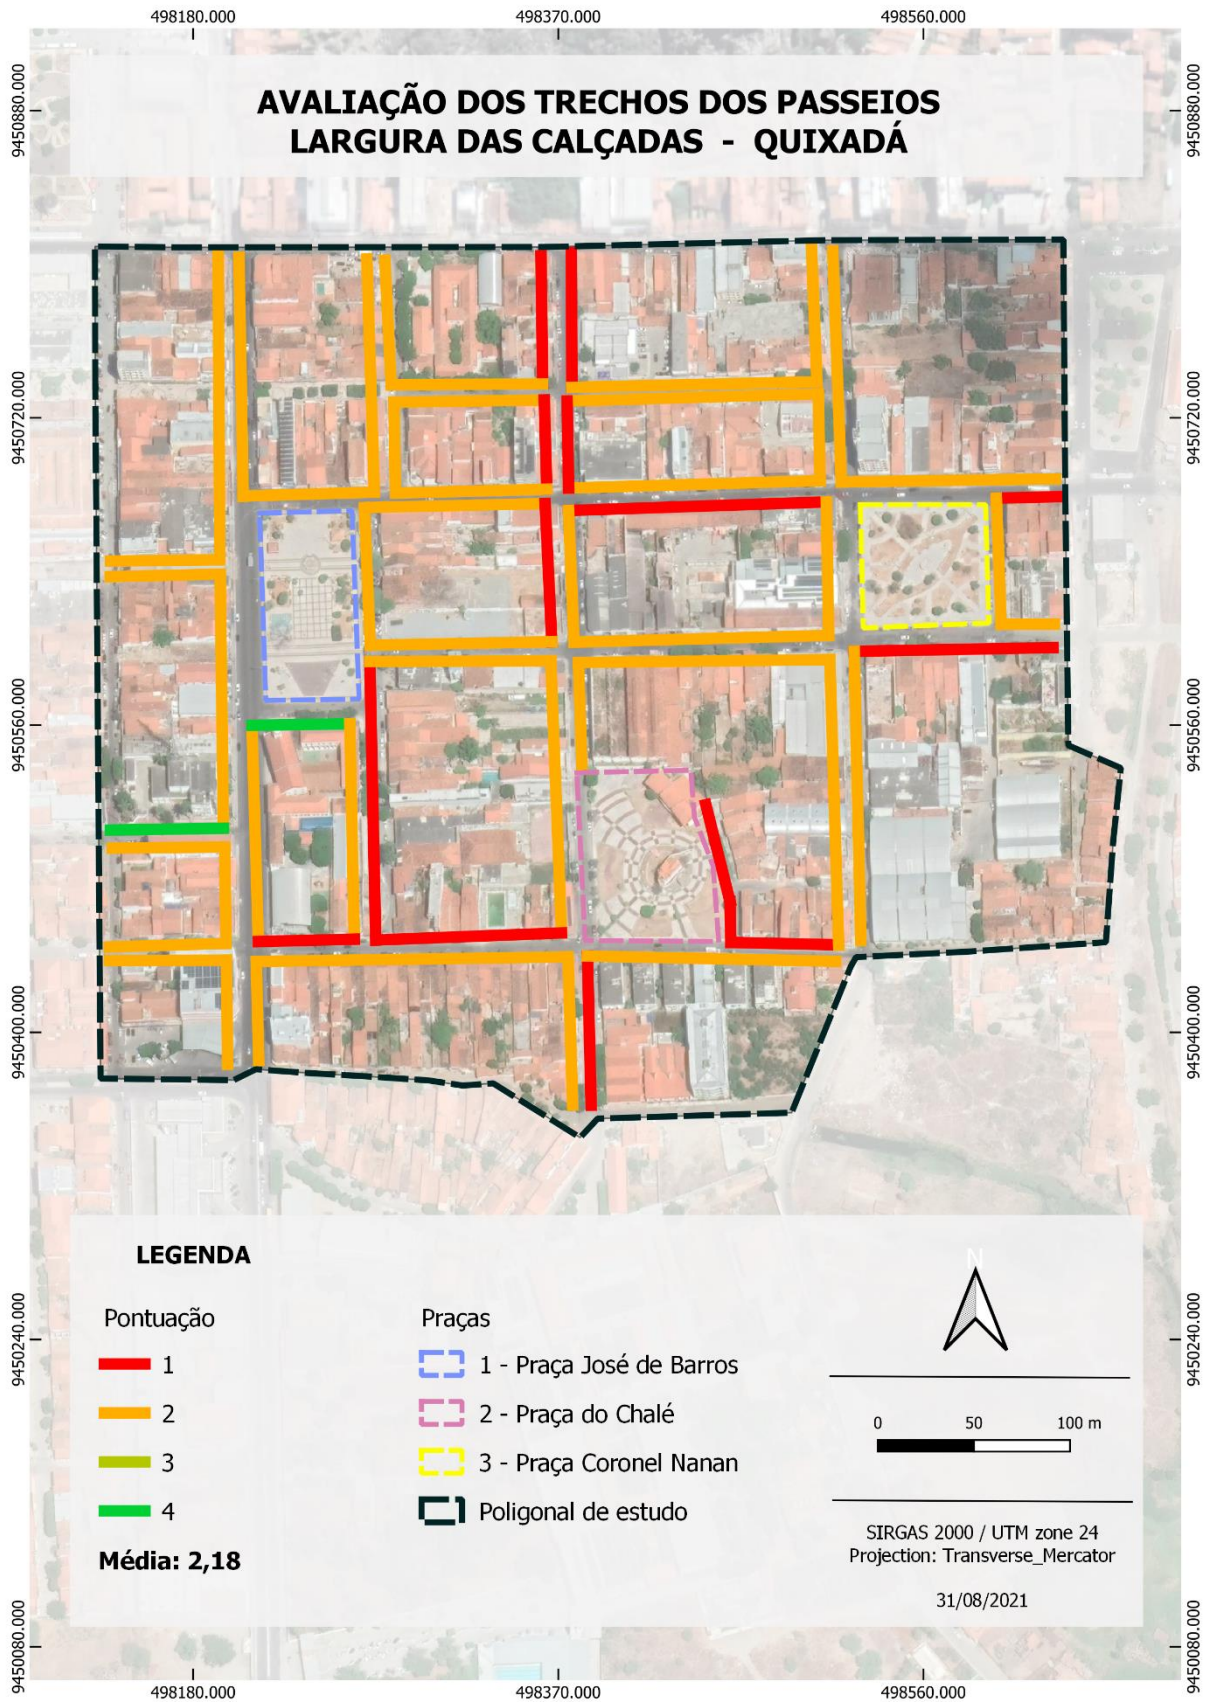 498180.000 498370.000 498560.000
AVALIAÇÃO DOS TRECHOS DOS PASSEIOS
LARGURA DAS CALÇADAS - QUIXADÁ
9450880.000 9450880.000
9450720.000 9450720.000
9450560.000 9450560.000
9450400.000 9450400.000
9450240.000 9450240.000
9450080.000 9450080.000
LEGENDA
Pontuação
1
2
3
4
Média: 2,18
Praças
1 - Praça José de Barros
2 - Praça do Chalé
3 - Praça Coronel Nanan
Poligonal de estudo
N
0 50 100 m
SIRGAS 2000 / UTM zone 24
Projection: Transverse_Mercator
31/08/2021
498180.000 498370.000 498560.000